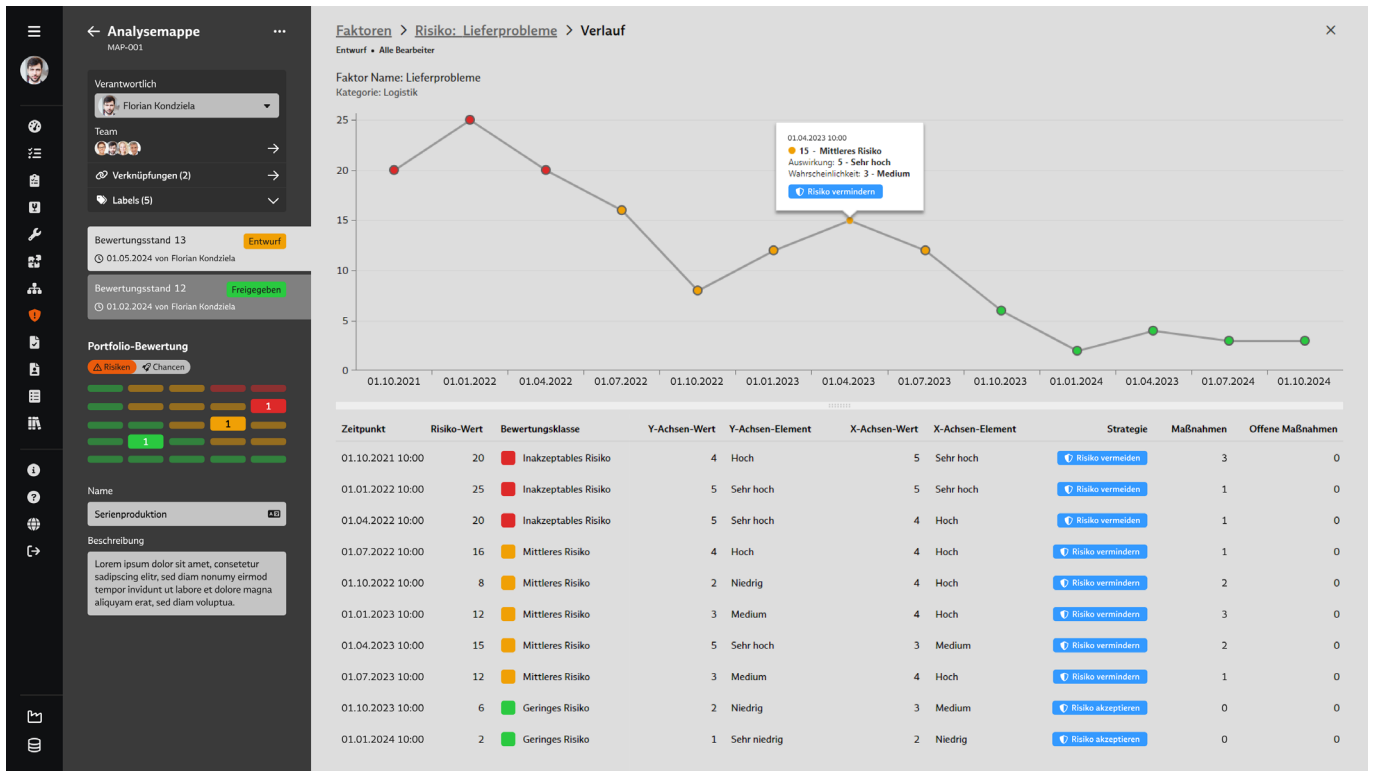 Analysemappe
MAP-001
Verantwortlich
Florian Kondziela
Team
Verknüpfungen (2)
Labels (5)
Bewertungsstand 13
Entwurf
01.05.2024 von Florian Kondziela
Bewertungsstand 12
Freigegeben
01.02.2024 von Florian Kondziela
Portfolio-Bewertung
Risiken Chancen
1
1
1
Name
Serienproduktion
Beschreibung
Lorem ipsum dolor sit amet, consetetur
sadipscing elitr, sed diam nonumy eirmod
tempor invidunt ut labore et dolore magna
aliquyam erat, sed diam voluptua.
Faktoren > Risiko: Lieferprobleme > Verlauf
Entwurf • Alle Bearbeiter
Faktor Name: Lieferprobleme
Kategorie: Logistik
25
20
15
10
5
0
01.04.2023 10:00
15 - Mittleres Risiko
Auswirkung: 5 - Sehr hoch
Wahrscheinlichkeit: 3 - Medium
Risiko vermindern
01.10.2021 01.01.2022 01.04.2022 01.07.2022 01.10.2022 01.01.2023 01.04.2023 01.07.2023 01.10.2023 01.01.2024 01.04.2023 01.07.2024 01.10.2024
Zeitpunkt Risiko-Wert Bewertungsklasse Y-Achsen-Wert Y-Achsen-Element X-Achsen-Wert X-Achsen-Element Strategie Maßnahmen Offene Maßnahmen
01.10.2021 10:00 20 Inakzeptables Risiko 4 Hoch 5 Sehr hoch Risiko vermeiden 3 0
01.01.2022 10:00 25 Inakzeptables Risiko 5 Sehr hoch 5 Sehr hoch Risiko vermeiden 1 0
01.04.2022 10:00 20 Inakzeptables Risiko 5 Sehr hoch 4 Hoch Risiko vermeiden 1 0
01.07.2022 10:00 16 Mittleres Risiko 4 Hoch 4 Hoch Risiko vermindern 1 0
01.10.2022 10:00 8 Mittleres Risiko 2 Niedrig 4 Hoch Risiko vermindern 2 0
01.01.2023 10:00 12 Mittleres Risiko 3 Medium 4 Hoch Risiko vermindern 3 0
01.04.2023 10:00 15 Mittleres Risiko 5 Sehr hoch 3 Medium Risiko vermindern 2 0
01.07.2023 10:00 12 Mittleres Risiko 3 Medium 4 Hoch Risiko vermindern 1 0
01.10.2023 10:00 6 Geringes Risiko 2 Niedrig 3 Medium Risiko akzeptieren 0 0
01.01.2024 10:00 2 Geringes Risiko 1 Sehr niedrig 2 Niedrig Risiko akzeptieren 0 0